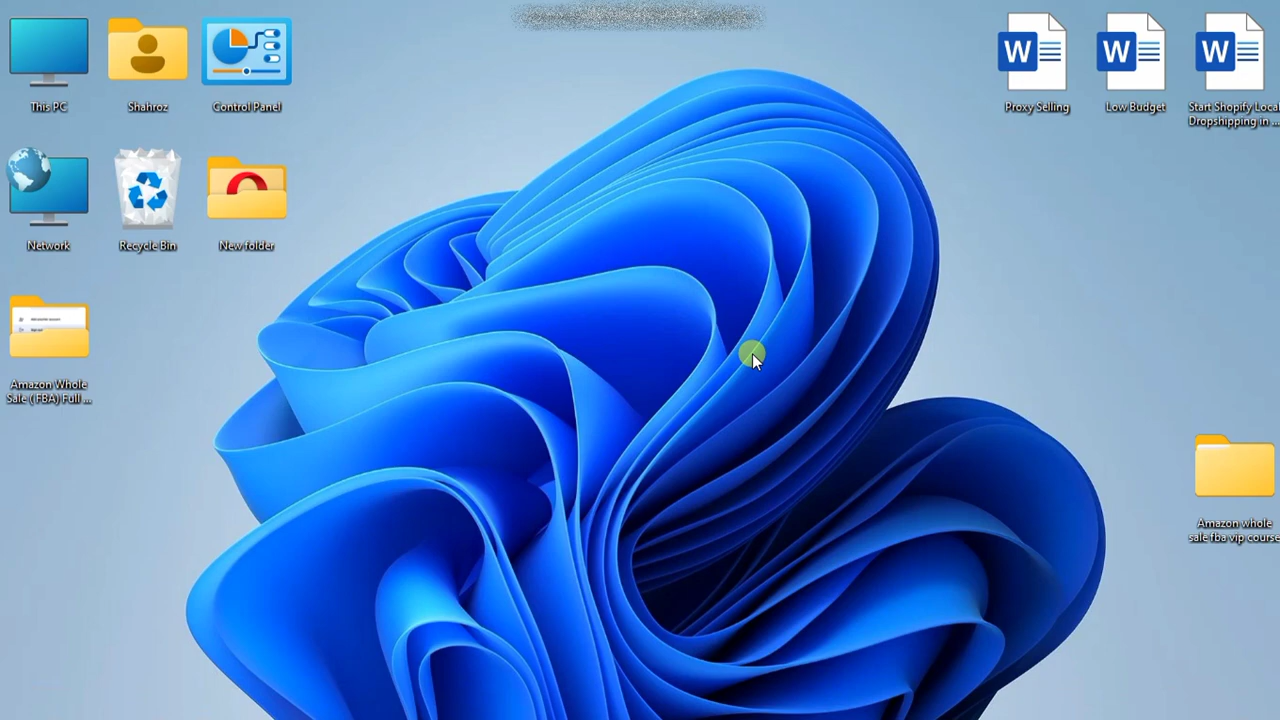 This PC
Shahroz
Control Panel
Proxy Selling
Low Budget
Start Shopify Local
Dropshipping in ...
Network
Recycle Bin
New folder
Amazon Whole
Sale ( FBA) Full ...
Amazon whole
sale fba vip course